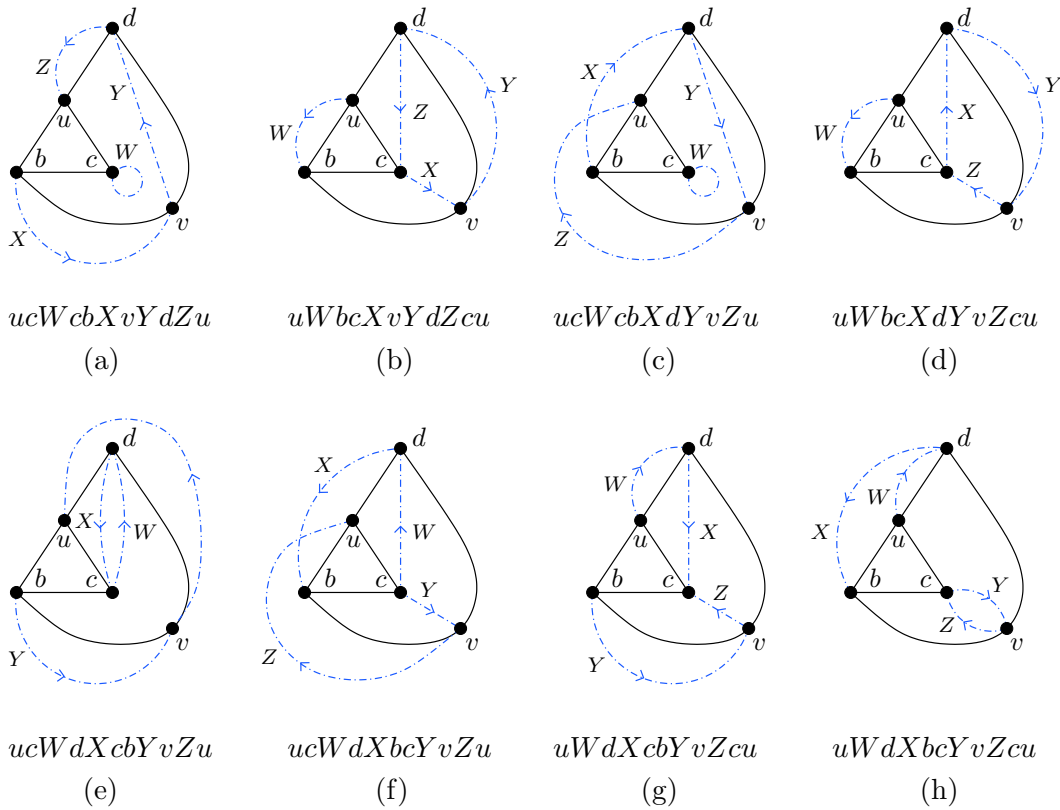 d
Z
Y
u
b
c
W
X
v
ucWcbXvYdZu
(a)
d
Y
Z
W
u
b
c
X
v
uWbcXvYdZcu
(b)
d
X
Y
u
b
c
W
Z
v
ucWcbXdYvZu
(c)
d
Y
X
W
u
b
c
Z
v
uWbcXdYvZcu
(d)
d
X
W
u
b
c
Y
v
ucWdXcbYvZu
(e)
d
X
W
u
b
c
Y
Z
v
ucWdXbcYvZu
(f)
d
W
X
u
b
c
Z
Y
v
uWdXcbYvZcu
(g)
d
W
X
u
b
c
Y
Z
v
uWdXbcYvZcu
(h)